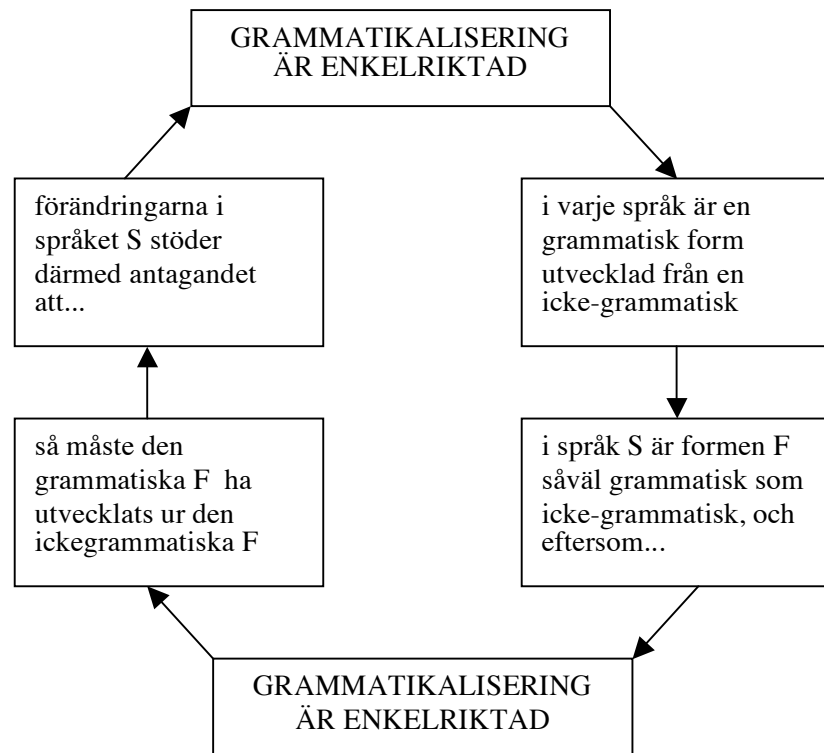 GRAMMATIKALISERING
ÄR ENKELRIKTAD
i varje språk är en
grammatisk form
utvecklad från en
icke-grammatisk
i språk S är formen F
såväl grammatisk som
icke-grammatisk, och
eftersom...
GRAMMATIKALISERING
ÄR ENKELRIKTAD
så måste den
grammatiska F ha
utvecklats ur den
ickegrammatiska F
förändringarna i
språket S stöder
därmed antagandet
att...